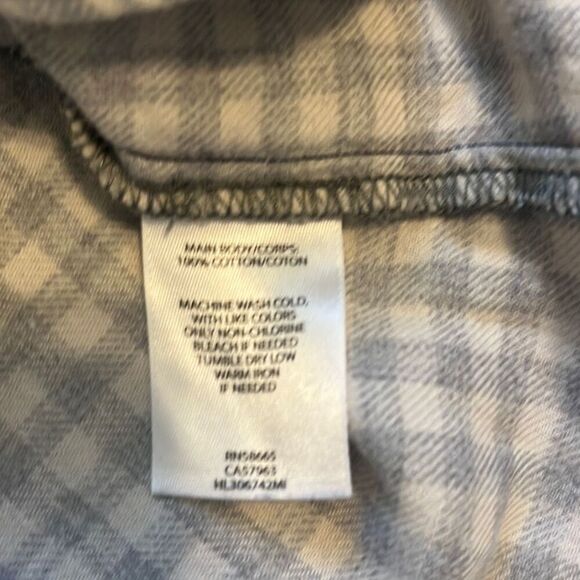 MAIN BODY/CORPS:
100% COTTON/COTON
MACHINE WASH COLD,
WITH LIKE COLORS
ONLY NON-CHLORINE
BLEACH IF NEEDED
TUMBLE DRY LOW
WARM IRON
IF NEEDED
RN58665
CA57963
HL306742MI